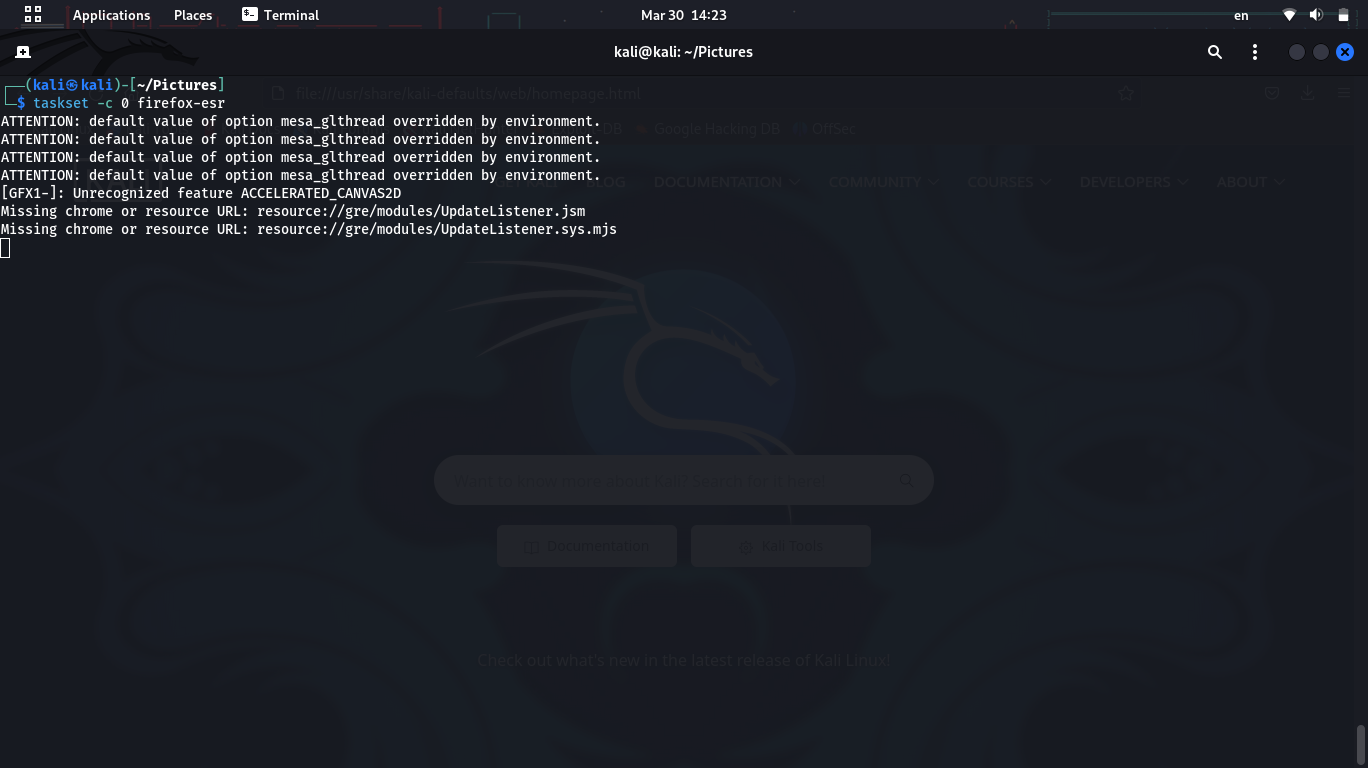 Applications Places Terminal Mar 30 14:23 en
kali@kali: ~/Pictures
┌──(kali㉿kali)-[~/Pictures]
└─$ taskset -c 0 firefox-esr
file:///usr/share/kali-defaults/web/homepage.html
ATTENTION: default value of option mesa_glthread overridden by environment.
Google Hacking DB OffSec
ATTENTION: default value of option mesa_glthread overridden by environment.
ATTENTION: default value of option mesa_glthread overridden by environment.
ATTENTION: default value of option mesa_glthread overridden by environment.
GET KALI BLOG DOCUMENTATION COMMUNITY COURSES DEVELOPERS ABOUT
[GFX1-]: Unrecognized feature ACCELERATED_CANVAS2D
Missing chrome or resource URL: resource://gre/modules/UpdateListener.jsm
Missing chrome or resource URL: resource://gre/modules/UpdateListener.sys.mjs
Want to know more about Kali? Search for it here!
Documentation Kali Tools
Check out what's new in the latest release of Kali Linux!